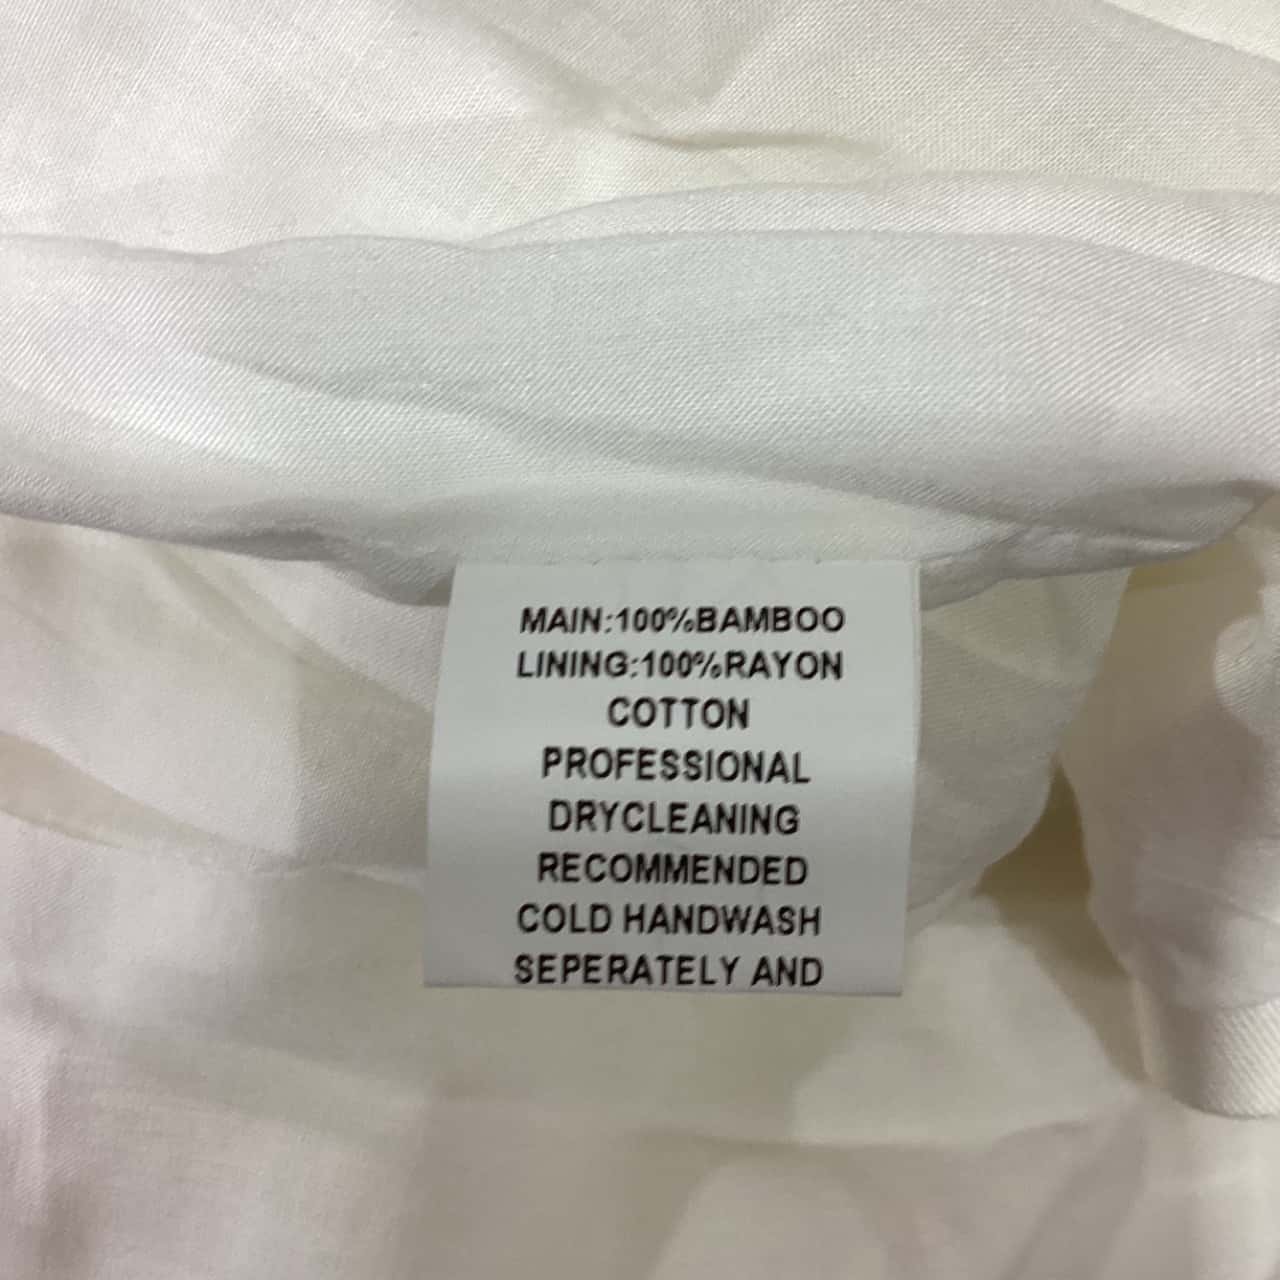 MAIN:100%BAMBOO
LINING:100%RAYON
COTTON
PROFESSIONAL
DRYCLEANING
RECOMMENDED
COLD HANDWASH
SEPERATELY AND